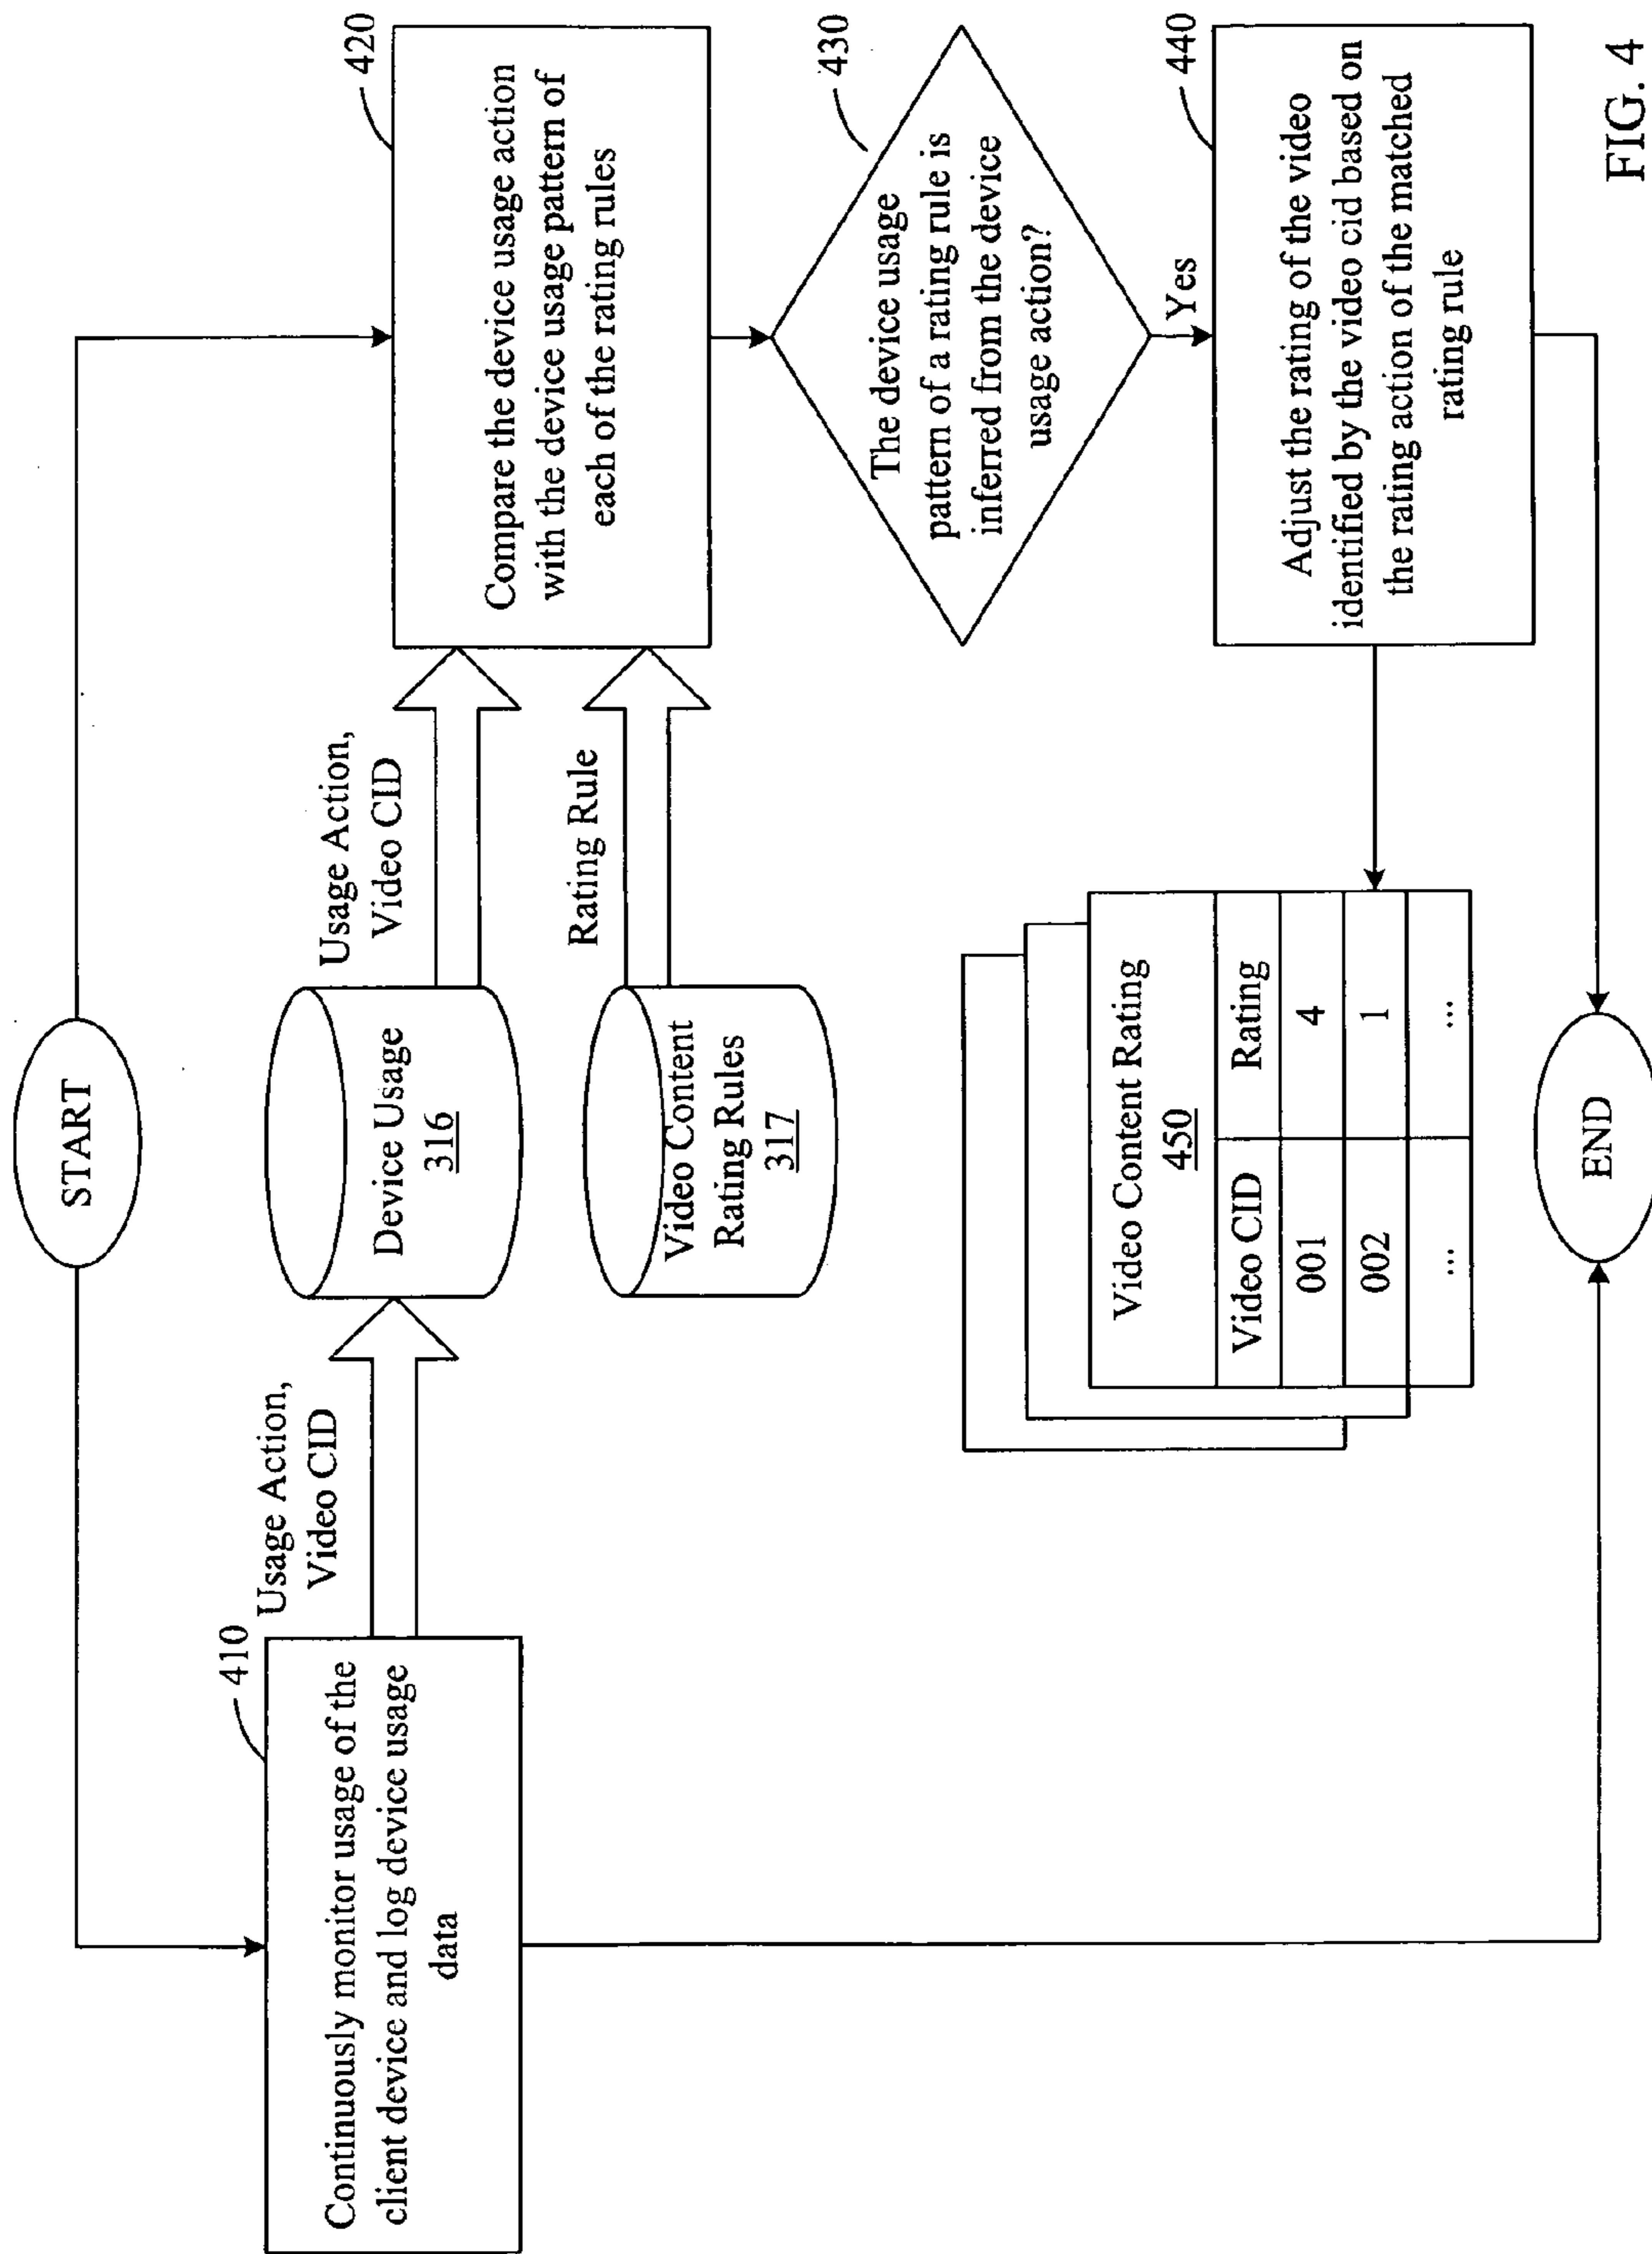 START
410
Continuously monitor usage of the
client device and log device usage
data
Usage Action,
Video CID
Device Usage
316
Usage Action,
Video CID
Video Content
Rating Rules
317
Rating Rule
420
Compare the device usage action
with the device usage pattern of
each of the rating rules
430
The device usage
pattern of a rating rule is
inferred from the device
usage action?
Yes
440
Adjust the rating of the video
identified by the video cid based on
the rating action of the matched
rating rule
Video Content Rating
450
Video CID Rating
001 4
002 1
... ...
END
FIG. 4